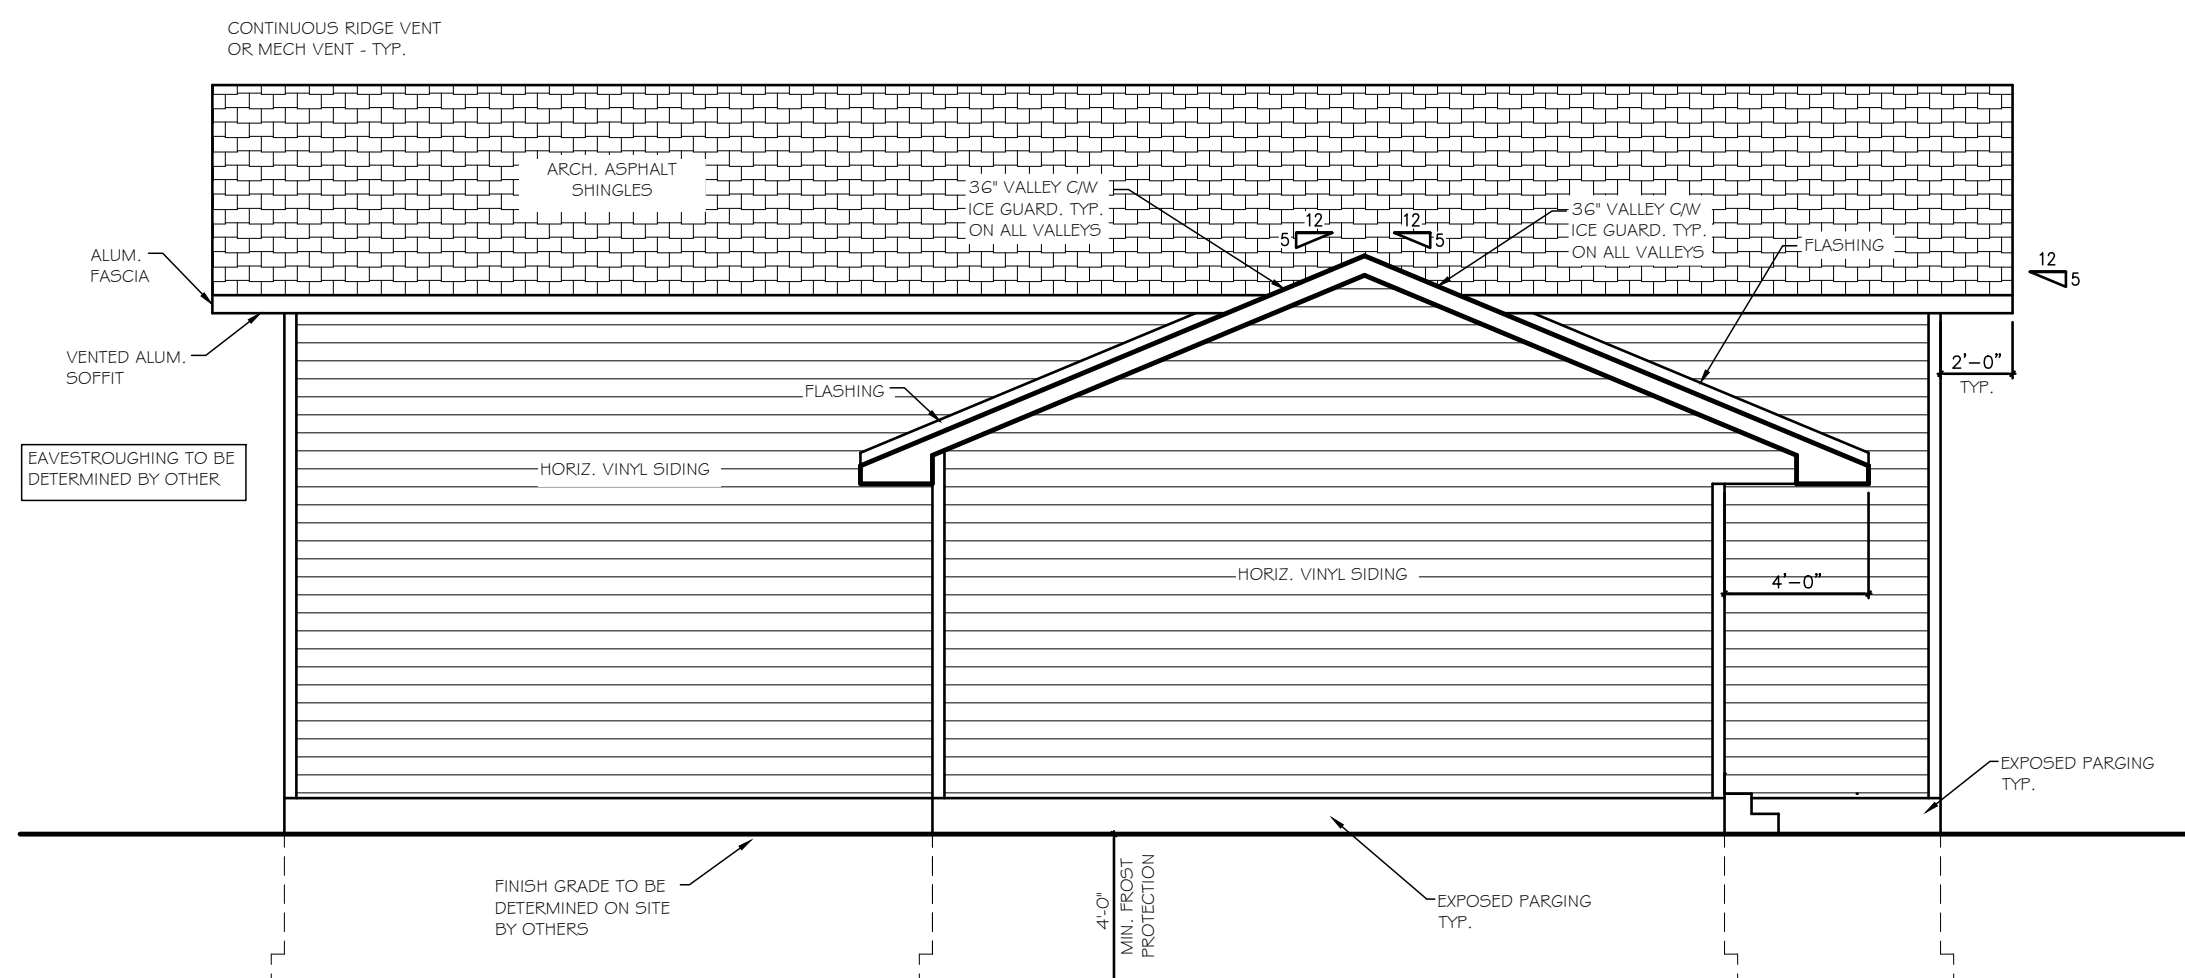 CONTINUOUS RIDGE VENT
OR MECH VENT - TYP.
ARCH. ASPHALT
SHINGLES
36" VALLEY C/W
ICE GUARD. TYP.
ON ALL VALLEYS
12
5
12
5
36" VALLEY C/W
ICE GUARD. TYP.
ON ALL VALLEYS
FLASHING
12
5
ALUM.
FASCIA
VENTED ALUM.
SOFFIT
2'-0"
TYP.
FLASHING
EAVESTROUGHING TO BE
DETERMINED BY OTHER
HORIZ. VINYL SIDING
HORIZ. VINYL SIDING
4'-0"
EXPOSED PARGING
TYP.
FINISH GRADE TO BE
DETERMINED ON SITE
BY OTHERS
4'-0"
MIN. FROST
PROTECTION
EXPOSED PARGING
TYP.